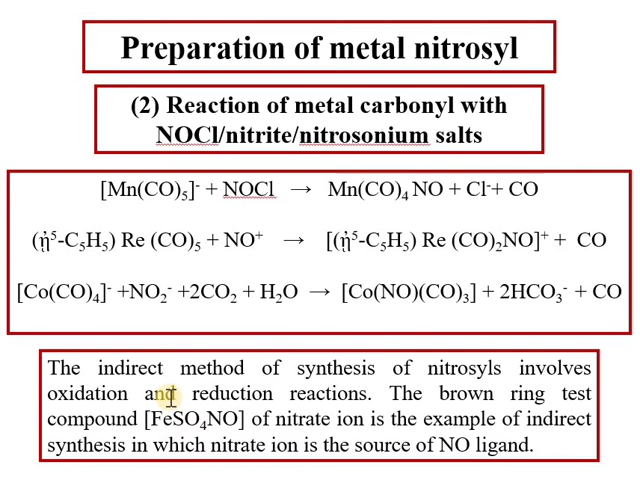 Preparation of metal nitrosyl
(2) Reaction of metal carbonyl with
NOCl/nitrite/nitrosonium salts
[Mn(CO)₅]⁻ + NOCl → Mn(CO)₄ NO + Cl⁻+ CO
(ἠ⁵-C₅H₅) Re (CO)₅ + NO⁺ → [(ἠ⁵-C₅H₅) Re (CO)₂NO]⁺ + CO
[Co(CO)₄]⁻ +NO₂⁻ +2CO₂ + H₂O → [Co(NO)(CO)₃] + 2HCO₃⁻ + CO
The indirect method of synthesis of nitrosyls involves
oxidation and reduction reactions. The brown ring test
compound [FeSO₄NO] of nitrate ion is the example of indirect
synthesis in which nitrate ion is the source of NO ligand.